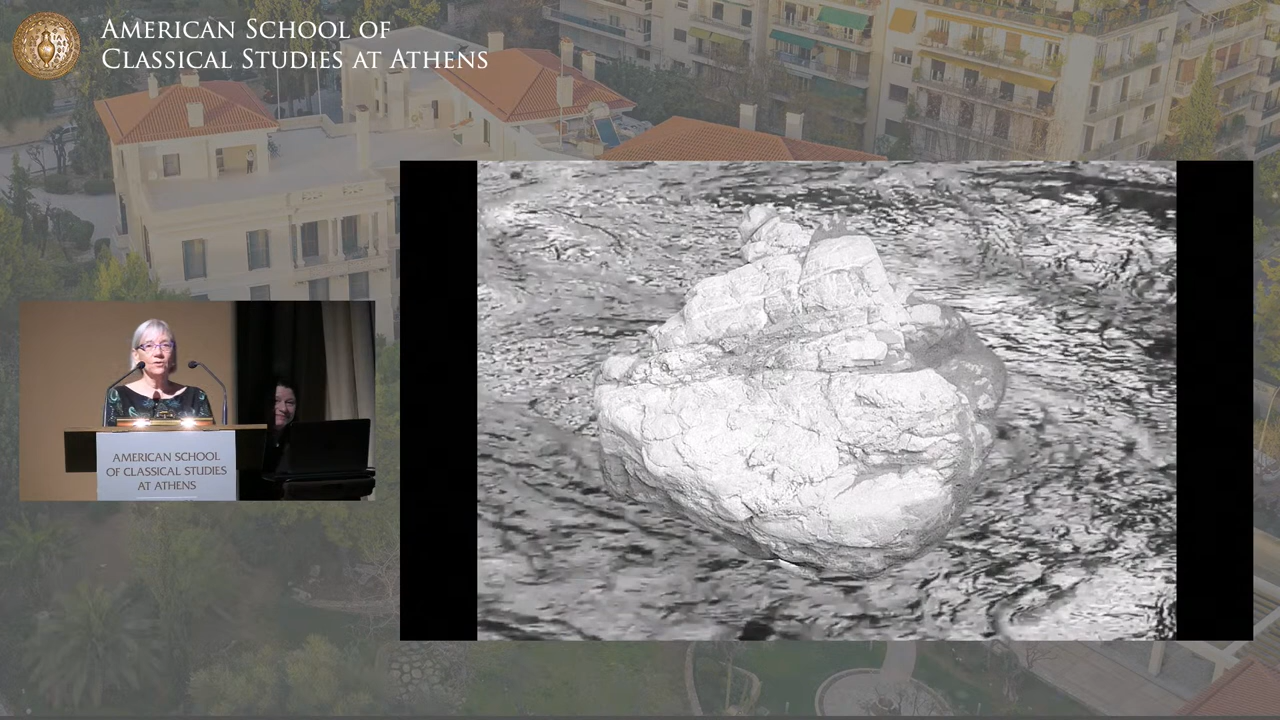 AMERICAN SCHOOL OF
CLASSICAL STUDIES AT ATHENS
AMERICAN SCHOOL
OF CLASSICAL STUDIES
AT ATHENS